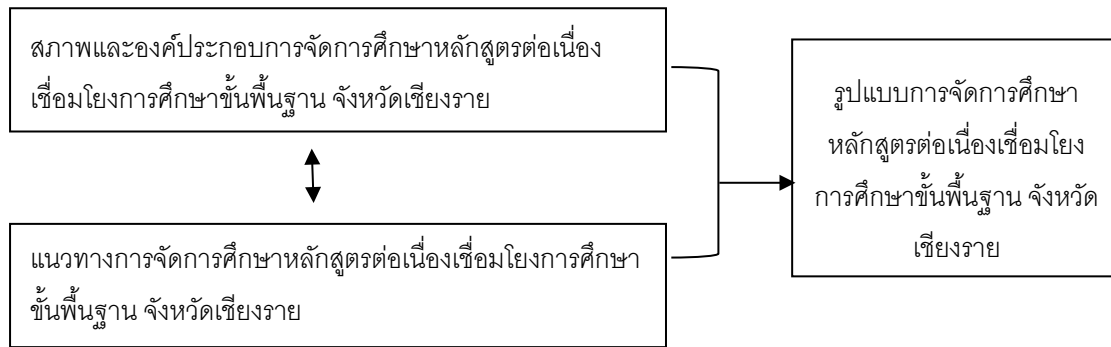 สภาพและองค์ประกอบการจัดการศึกษาหลักสูตรต่อเนื่อง
เชื่อมโยงการศึกษาขั้นพื้นฐาน จังหวัดเชียงราย
แนวทางการจัดการศึกษาหลักสูตรต่อเนื่องเชื่อมโยงการศึกษา
ขั้นพื้นฐาน จังหวัดเชียงราย
รูปแบบการจัดการศึกษา
หลักสูตรต่อเนื่องเชื่อมโยง
การศึกษาขั้นพื้นฐาน จังหวัด
เชียงราย